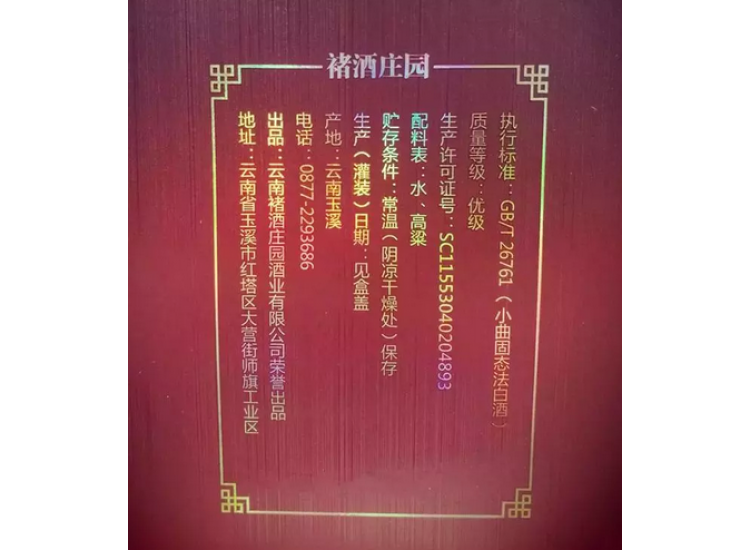 褚酒庄园
执行标准：GB/T 26761（小曲固态法白酒）
质量等级：优级
生产许可证号：SC11553040204893
配料表：水、高粱
贮存条件：常温（阴凉干燥处）保存
生产（灌装）日期：见盒盖
产地：云南玉溪
电话：0877-2293686
出品：云南褚酒庄园酒业有限公司荣誉出品
地址：云南省玉溪市红塔区大营街师旗工业区